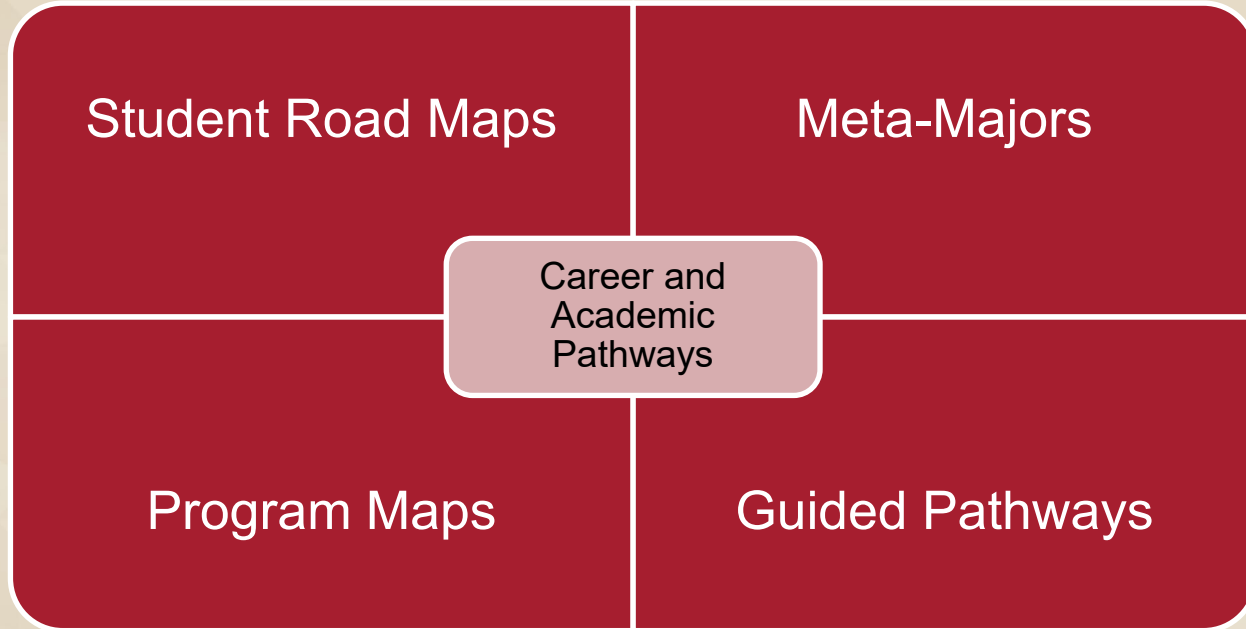 Student Road Maps
Meta-Majors
Career and
Academic
Pathways
Program Maps
Guided Pathways